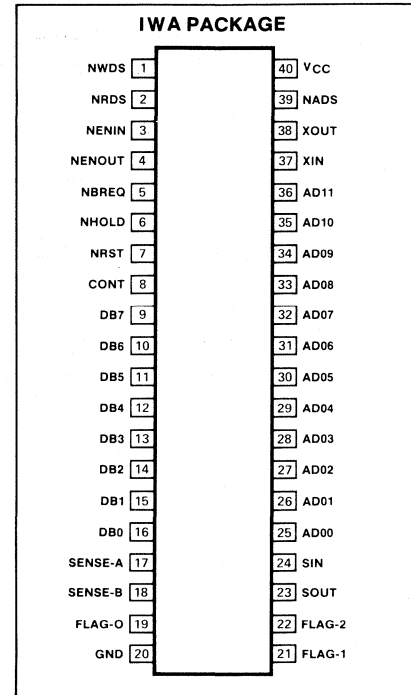 IWA PACKAGE
NWDS 1 40 VCC
NRDS 2 39 NADS
NENIN 3 38 XOUT
NENOUT 4 37 XIN
NBREQ 5 36 AD11
NHOLD 6 35 AD10
NRST 7 34 AD09
CONT 8 33 AD08
DB7 9 32 AD07
DB6 10 31 AD06
DB5 11 30 AD05
DB4 12 29 AD04
DB3 13 28 AD03
DB2 14 27 AD02
DB1 15 26 AD01
DB0 16 25 AD00
SENSE-A 17 24 SIN
SENSE-B 18 23 SOUT
FLAG-O 19 22 FLAG-2
GND 20 21 FLAG-1